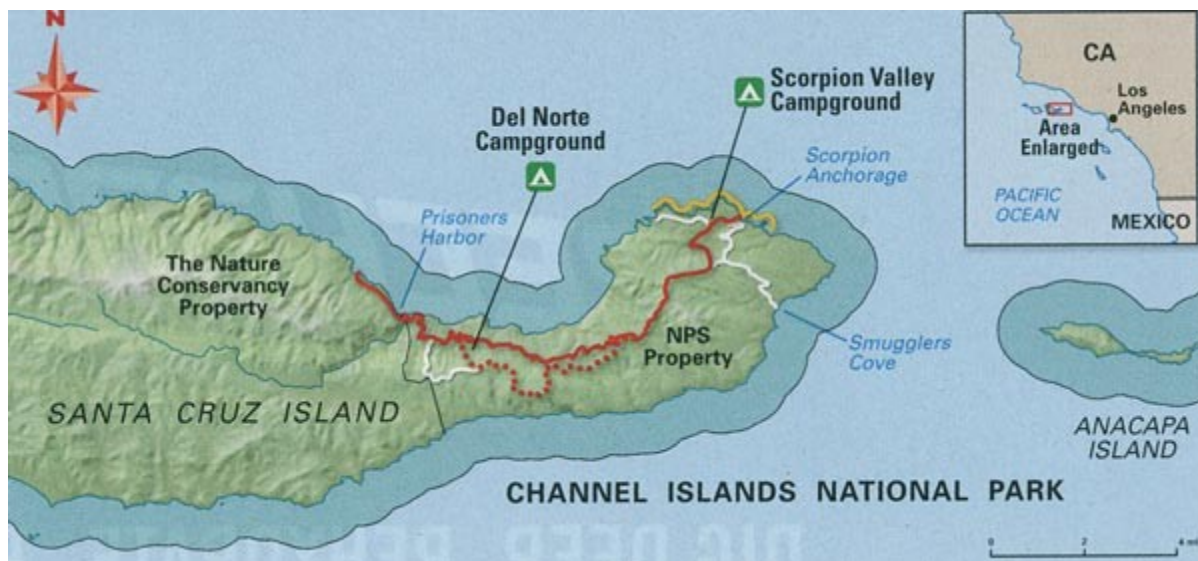 N
Scorpion Valley
Campground
Del Norte
Campground
Scorpion
Anchorage
Prisoners
Harbor
The Nature
Conservancy
Property
NPS
Property
Smugglers
Cove
SANTA CRUZ ISLAND
ANACAPA
ISLAND
CHANNEL ISLANDS NATIONAL PARK
CA
Los
Angeles
Area
Enlarged
PACIFIC
OCEAN
MEXICO
0 2 4 mi